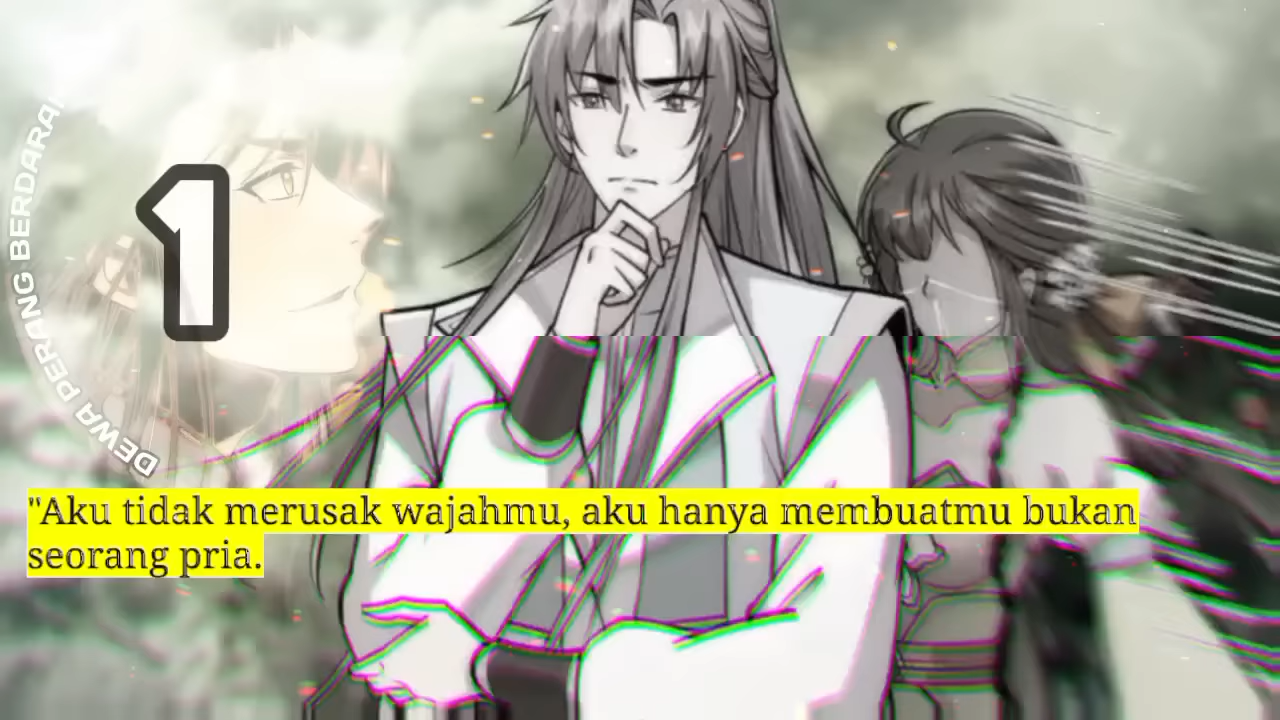 DEWA PERANG BERDARAH
1
"Aku tidak merusak wajahmu, aku hanya membuatmu bukan
seorang pria.